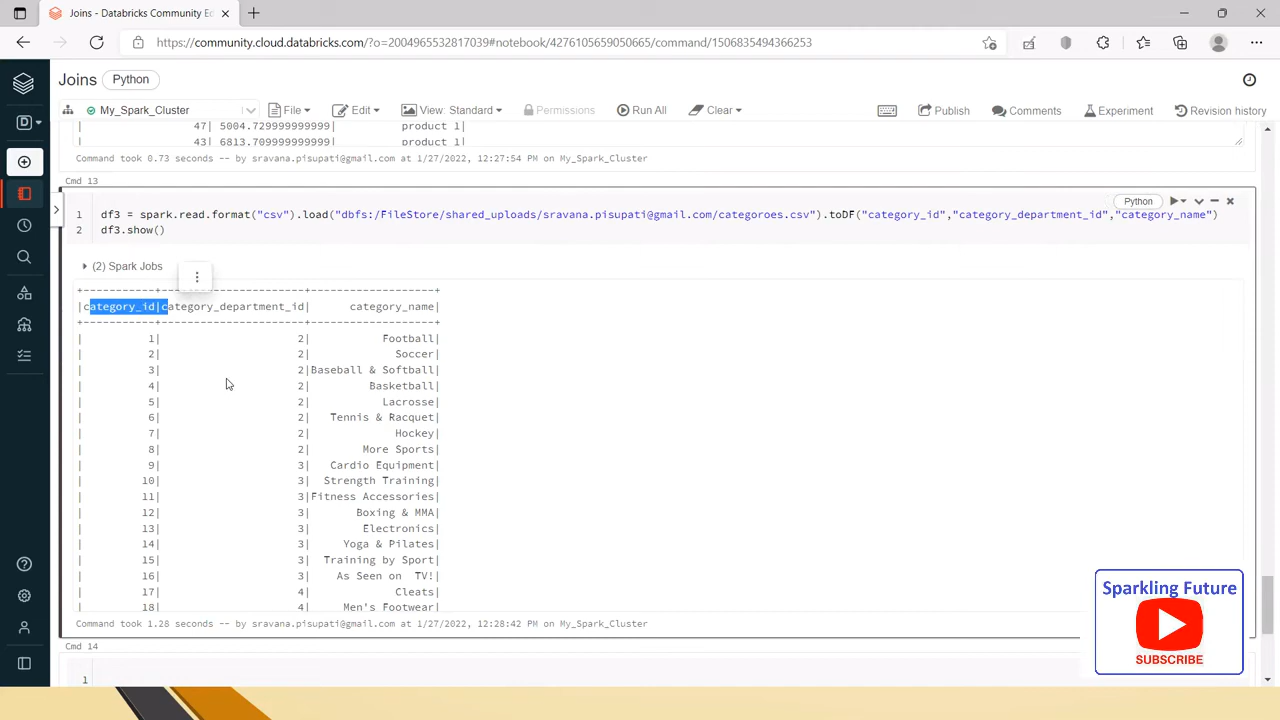 Joins - Databricks Community Ed
https://community.cloud.databricks.com/?o=2004965532817039#notebook/4276105659050665/command/1506835494366253
Joins Python
My_Spark_Cluster File Edit View: Standard Permissions Run All Clear Publish Comments Experiment Revision history
D
| 47| 5004.729999999999| product 1|
| 43| 6813.709999999999| product 1|
Command took 0.73 seconds -- by sravana.pisupati@gmail.com at 1/27/2022, 12:27:54 PM on My_Spark_Cluster
Cmd 13
Python
1 df3 = spark.read.format("csv").load("dbfs:/FileStore/shared_uploads/sravana.pisupati@gmail.com/categoroes.csv").toDF("category_id","category_department_id","category_name")
2 df3.show()
(2) Spark Jobs
+-----------+----------------------+-------------------+
|category_id|category_department_id| category_name|
+-----------+----------------------+-------------------+
| 1| 2| Football|
| 2| 2| Soccer|
| 3| 2|Baseball & Softball|
| 4| 2| Basketball|
| 5| 2| Lacrosse|
| 6| 2| Tennis & Racquet|
| 7| 2| Hockey|
| 8| 2| More Sports|
| 9| 3| Cardio Equipment|
| 10| 3| Strength Training|
| 11| 3|Fitness Accessories|
| 12| 3| Boxing & MMA|
| 13| 3| Electronics|
| 14| 3| Yoga & Pilates|
| 15| 3| Training by Sport|
| 16| 3| As Seen on TV!|
| 17| 4| Cleats|
| 18| 4| Men's Footwear|
Command took 1.28 seconds -- by sravana.pisupati@gmail.com at 1/27/2022, 12:28:42 PM on My_Spark_Cluster
Cmd 14
1
Sparkling Future
SUBSCRIBE